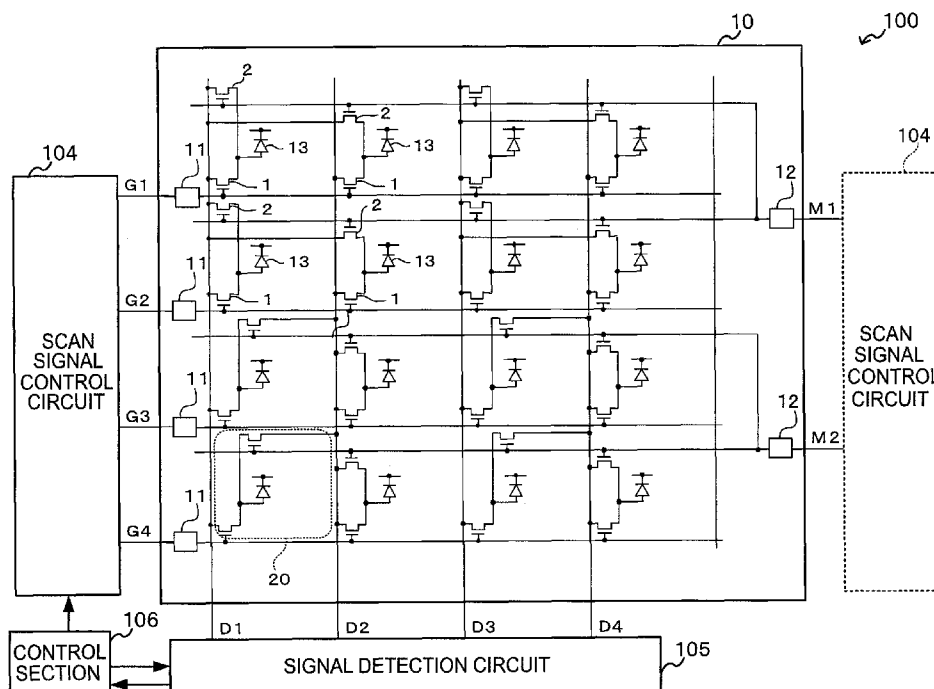 10
100
104
104
2
2
11
13
13
12
G1
1
1
M1
2
2
11
13
13
G2
1
1
SCAN
SIGNAL
CONTROL
CIRCUIT
SCAN
SIGNAL
CONTROL
CIRCUIT
11
12
G3
M2
11
G4
20
106
D1
D2
D3
D4
CONTROL
SECTION
SIGNAL DETECTION CIRCUIT
105